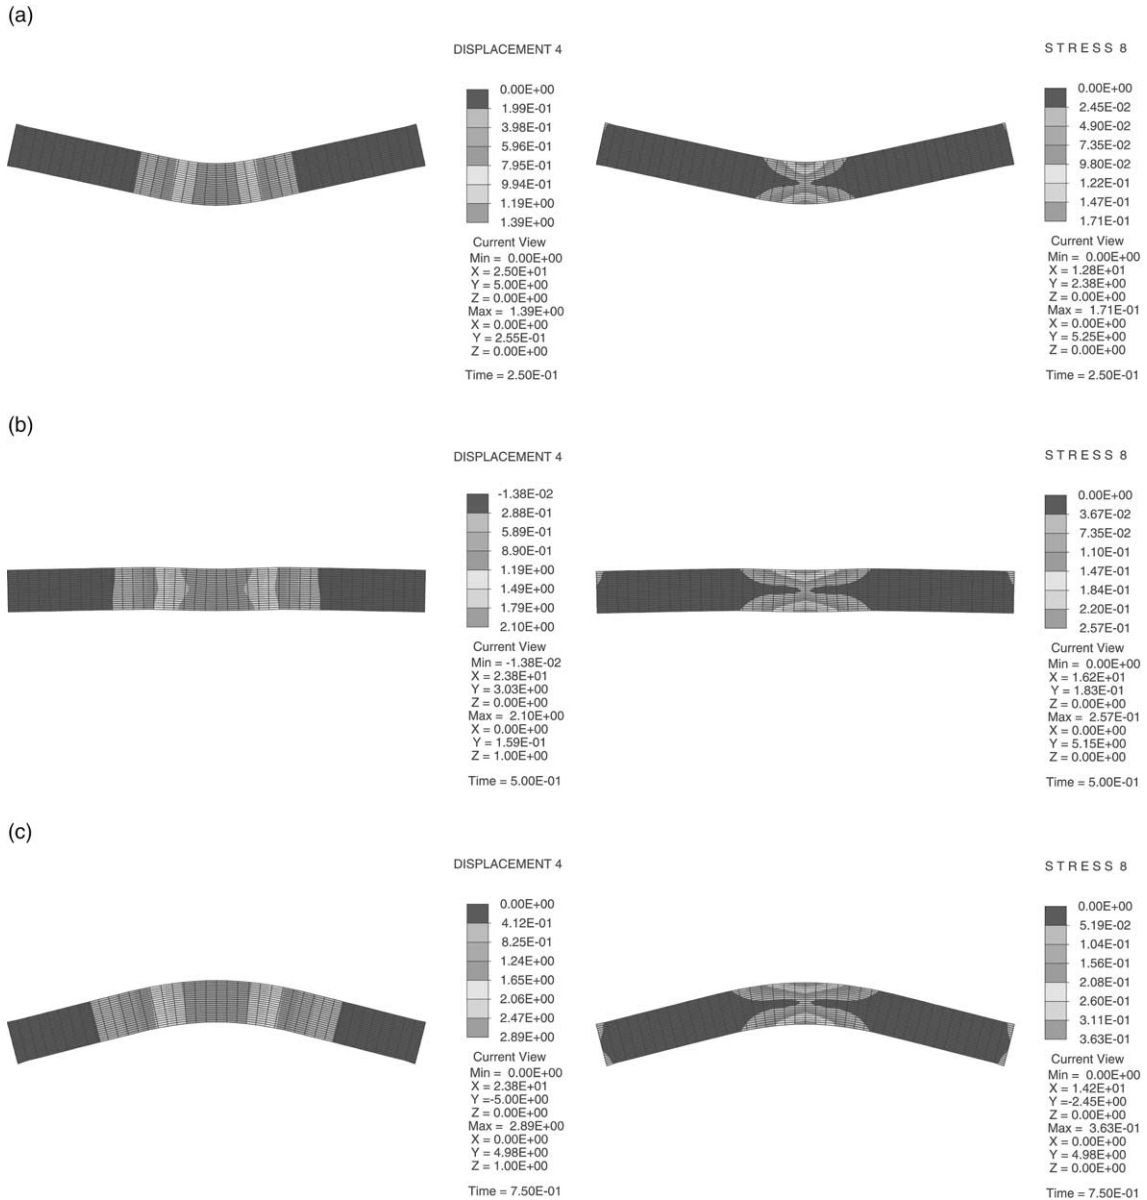 (a)
DISPLACEMENT 4
0.00E+00
1.99E-01
3.98E-01
5.96E-01
7.95E-01
9.94E-01
1.19E+00
1.39E+00
Current View
Min = 0.00E+00
X = 2.50E+01
Y = 5.00E+00
Z = 0.00E+00
Max = 1.39E+00
X = 0.00E+00
Y = 2.55E-01
Z = 0.00E+00
Time = 2.50E-01
S T R E S S 8
0.00E+00
2.45E-02
4.90E-02
7.35E-02
9.80E-02
1.22E-01
1.47E-01
1.71E-01
Current View
Min = 0.00E+00
X = 1.28E+01
Y = 2.38E+00
Z = 0.00E+00
Max = 1.71E-01
X = 0.00E+00
Y = 5.25E+00
Z = 0.00E+00
Time = 2.50E-01
(b)
DISPLACEMENT 4
-1.38E-02
2.88E-01
5.89E-01
8.90E-01
1.19E+00
1.49E+00
1.79E+00
2.10E+00
Current View
Min = -1.38E-02
X = 2.38E+01
Y = 3.03E+00
Z = 0.00E+00
Max = 2.10E+00
X = 0.00E+00
Y = 1.59E-01
Z = 1.00E+00
Time = 5.00E-01
S T R E S S 8
0.00E+00
3.67E-02
7.35E-02
1.10E-01
1.47E-01
1.84E-01
2.20E-01
2.57E-01
Current View
Min = 0.00E+00
X = 1.62E+01
Y = 1.83E-01
Z = 0.00E+00
Max = 2.57E-01
X = 0.00E+00
Y = 5.15E+00
Z = 0.00E+00
Time = 5.00E-01
(c)
DISPLACEMENT 4
0.00E+00
4.12E-01
8.25E-01
1.24E+00
1.65E+00
2.06E+00
2.47E+00
2.89E+00
Current View
Min = 0.00E+00
X = 2.38E+01
Y =-5.00E+00
Z = 0.00E+00
Max = 2.89E+00
X = 0.00E+00
Y = 4.98E+00
Z = 1.00E+00
Time = 7.50E-01
S T R E S S 8
0.00E+00
5.19E-02
1.04E-01
1.56E-01
2.08E-01
2.60E-01
3.11E-01
3.63E-01
Current View
Min = 0.00E+00
X = 1.42E+01
Y =-2.45E+00
Z = 0.00E+00
Max = 3.63E-01
X = 0.00E+00
Y = 4.98E+00
Z = 0.00E+00
Time = 7.50E-01